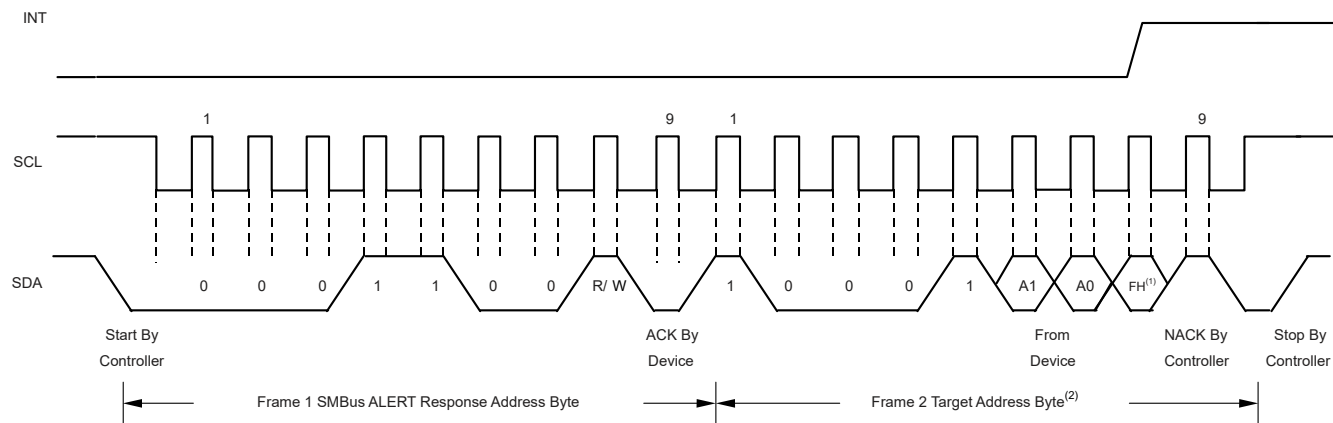 INT
1 9 1 9
SCL
SDA
0 0 0 1 1 0 0 R/ W 1 0 0 0 1 A1 A0 FH(1)
Start By
Controller
ACK By
Device
From
Device
NACK By
Controller
Stop By
Controller
Frame 1 SMBus ALERT Response Address Byte
Frame 2 Target Address Byte(2)